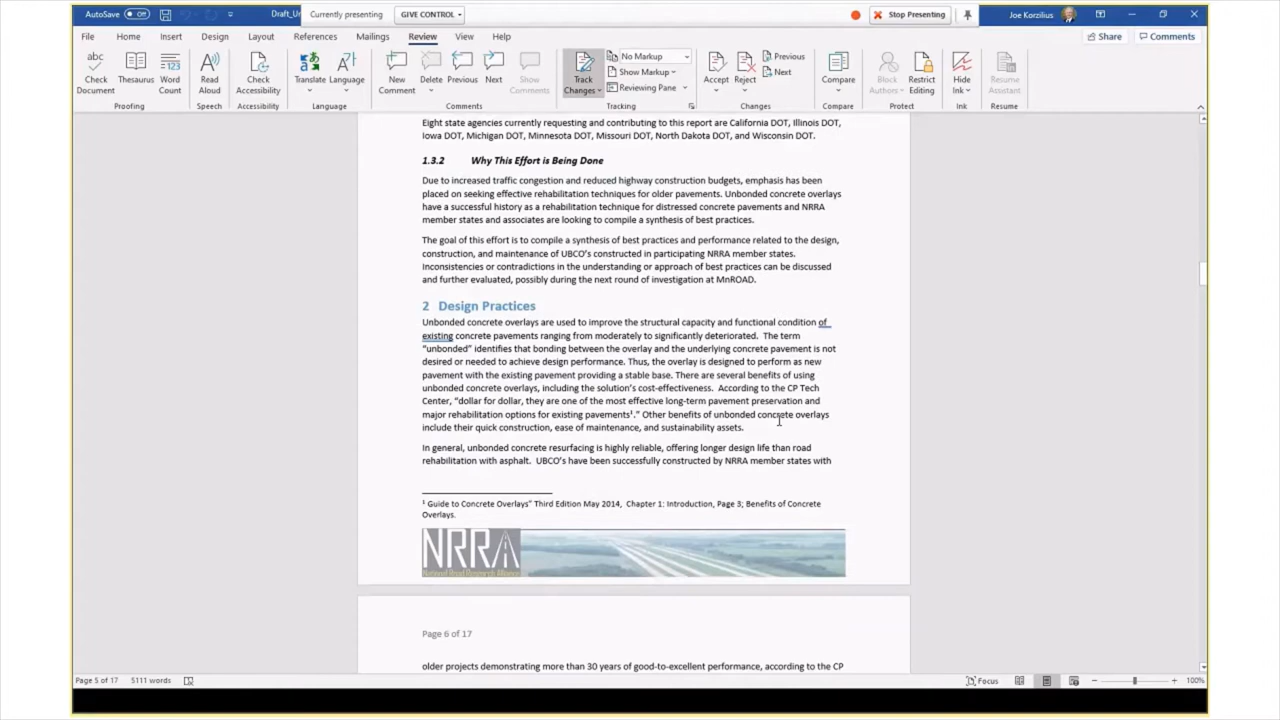 AutoSave Off Draft_Un Currently presenting GIVE CONTROL Stop Presenting Joe Korzilius
File Home Insert Design Layout References Mailings Review View Help Share Comments
abc 123 No Markup Previous
Show Markup Next
Reviewing Pane
Check Document Thesaurus Word Count Read Aloud Check Accessibility Translate Language New Comment Delete Previous Next Show Comments Track Changes Accept Reject Compare Block Authors Restrict Editing Hide Ink Resume Assistant
Proofing Speech Accessibility Language Comments Tracking Changes Compare Protect Ink Resume
Eight state agencies currently requesting and contributing to this report are California DOT, Illinois DOT,
Iowa DOT, Michigan DOT, Minnesota DOT, Missouri DOT, North Dakota DOT, and Wisconsin DOT.
1.3.2 Why This Effort is Being Done
Due to increased traffic congestion and reduced highway construction budgets, emphasis has been
placed on seeking effective rehabilitation techniques for older pavements. Unbonded concrete overlays
have a successful history as a rehabilitation technique for distressed concrete pavements and NRRA
member states and associates are looking to compile a synthesis of best practices.
The goal of this effort is to compile a synthesis of best practices and performance related to the design,
construction, and maintenance of UBCO's constructed in participating NRRA member states.
Inconsistencies or contradictions in the understanding or approach of best practices can be discussed
and further evaluated, possibly during the next round of investigation at MnROAD.
2 Design Practices
Unbonded concrete overlays are used to improve the structural capacity and functional condition of
existing concrete pavements ranging from moderately to significantly deteriorated. The term
"unbonded" identifies that bonding between the overlay and the underlying concrete pavement is not
desired or needed to achieve design performance. Thus, the overlay is designed to perform as new
pavement with the existing pavement providing a stable base. There are several benefits of using
unbonded concrete overlays, including the solution's cost-effectiveness. According to the CP Tech
Center, "dollar for dollar, they are one of the most effective long-term pavement preservation and
major rehabilitation options for existing pavements¹." Other benefits of unbonded concrete overlays
include their quick construction, ease of maintenance, and sustainability assets.
In general, unbonded concrete resurfacing is highly reliable, offering longer design life than road
rehabilitation with asphalt. UBCO's have been successfully constructed by NRRA member states with
¹ Guide to Concrete Overlays" Third Edition May 2014, Chapter 1: Introduction, Page 3; Benefits of Concrete
Overlays.
NRRA
National Road Research Alliance
Page 6 of 17
older projects demonstrating more than 30 years of good-to-excellent performance, according to the CP
Page 5 of 17 5111 words Focus 100%